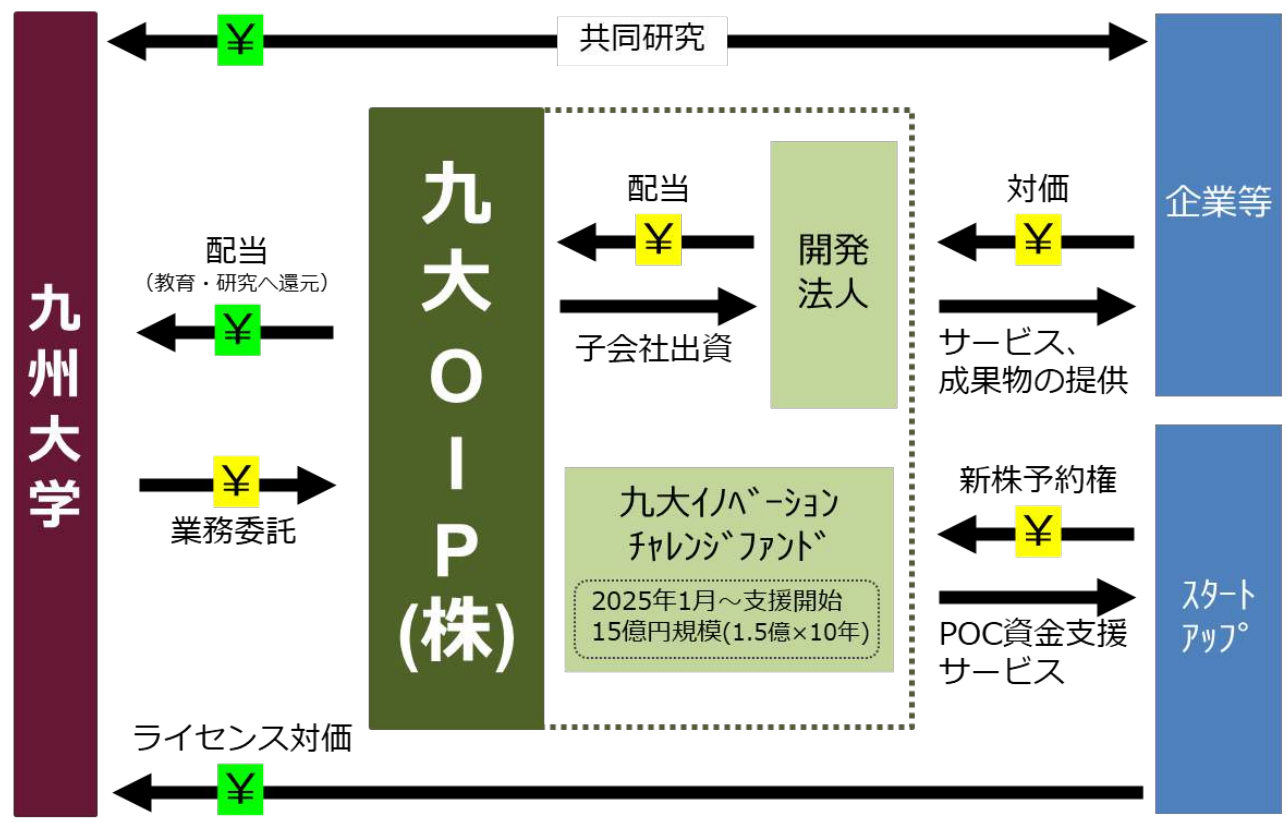 ¥
共同研究
九州大学
企業等
九大OIP(株)
配当
¥
開発
法人
対価
¥
配当
(教育・研究へ還元)
¥
子会社出資
サービス、
成果物の提供
¥
業務委託
九大ｲﾉﾍﾞｰｼｮﾝ
ﾁｬﾚﾝｼﾞﾌｧﾝﾄﾞ
2025年1月～支援開始
15億円規模(1.5億×10年)
新株予約権
¥
POC資金支援
サービス
ｽﾀｰﾄ
ｱｯﾌﾟ
ライセンス対価
¥